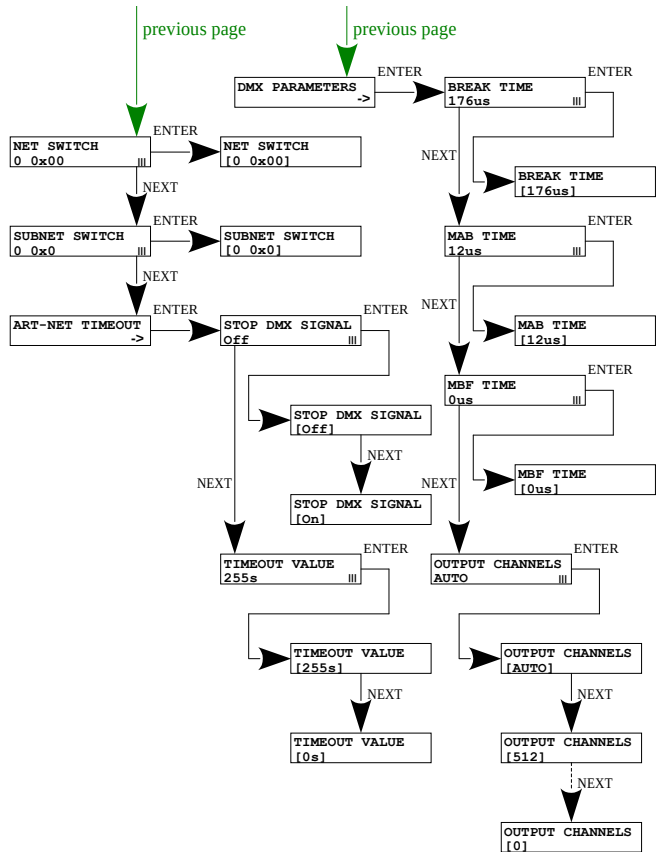 previous page
previous page
DMX PARAMETERS
->
ENTER
BREAK TIME
176us
ENTER
NEXT
BREAK TIME
[176us]
NET SWITCH
0 0x00
ENTER
NET SWITCH
[0 0x00]
NEXT
SUBNET SWITCH
0 0x0
ENTER
SUBNET SWITCH
[0 0x0]
NEXT
MAB TIME
12us
ENTER
NEXT
MAB TIME
[12us]
ART-NET TIMEOUT
->
ENTER
STOP DMX SIGNAL
Off
ENTER
STOP DMX SIGNAL
[Off]
NEXT
STOP DMX SIGNAL
[On]
NEXT
MBF TIME
0us
ENTER
NEXT
MBF TIME
[0us]
TIMEOUT VALUE
255s
ENTER
TIMEOUT VALUE
[255s]
NEXT
TIMEOUT VALUE
[0s]
OUTPUT CHANNELS
AUTO
ENTER
OUTPUT CHANNELS
[AUTO]
NEXT
OUTPUT CHANNELS
[512]
NEXT
OUTPUT CHANNELS
[0]